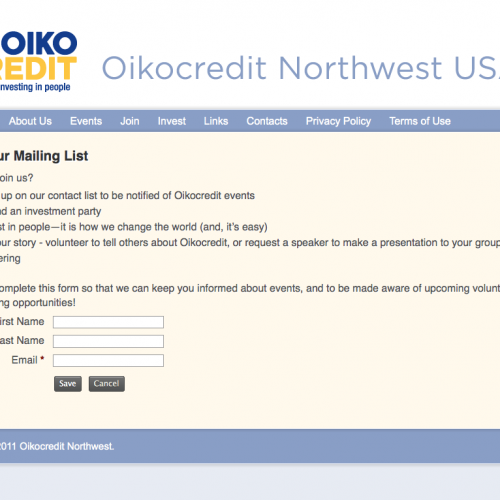 OIKO
Oikocredit Northwest USA
REDIT
investing in people
About Us Events Join Invest Links Contacts Privacy Policy Terms of Use
ur Mailing List
oin us?
up on our contact list to be notified of Oikocredit events
nd an investment party
st in people—it is how we change the world (and, it's easy)
our story - volunteer to tell others about Oikocredit, or request a speaker to make a presentation to your group
ering
omplete this form so that we can keep you informed about events, and to be made aware of upcoming volunt
ng opportunities!
irst Name
ast Name
Email *
Save Cancel
2011 Oikocredit Northwest.